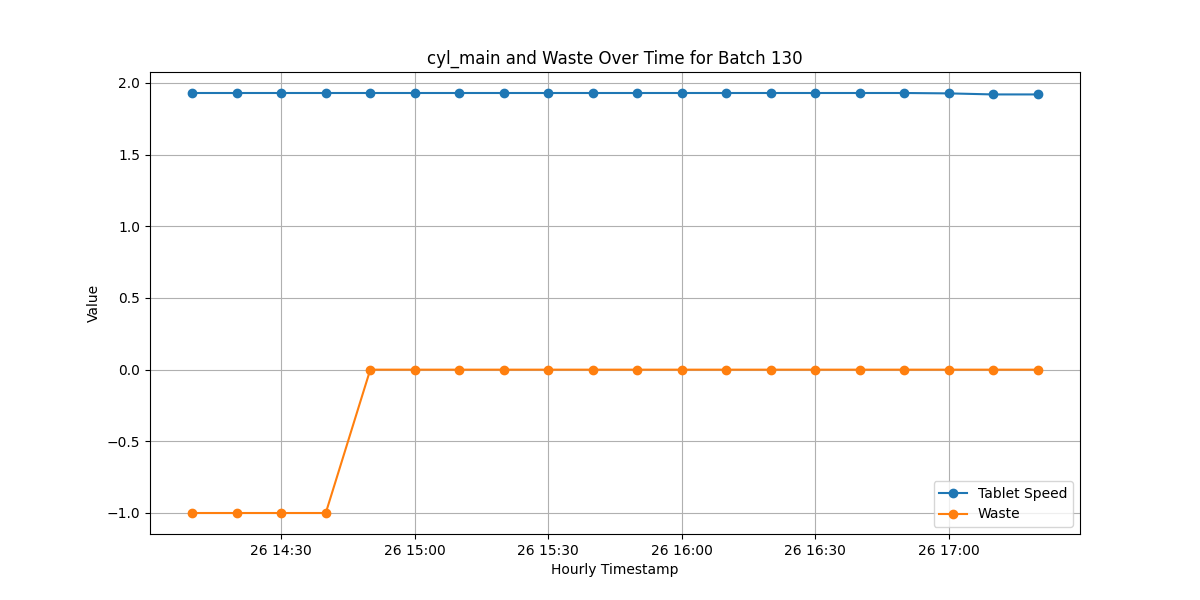 cyl_main and Waste Over Time for Batch 130
2.0
1.5
1.0
0.5
0.0
−0.5
−1.0
Value
Tablet Speed
Waste
26 14:30 26 15:00 26 15:30 26 16:00 26 16:30 26 17:00
Hourly Timestamp